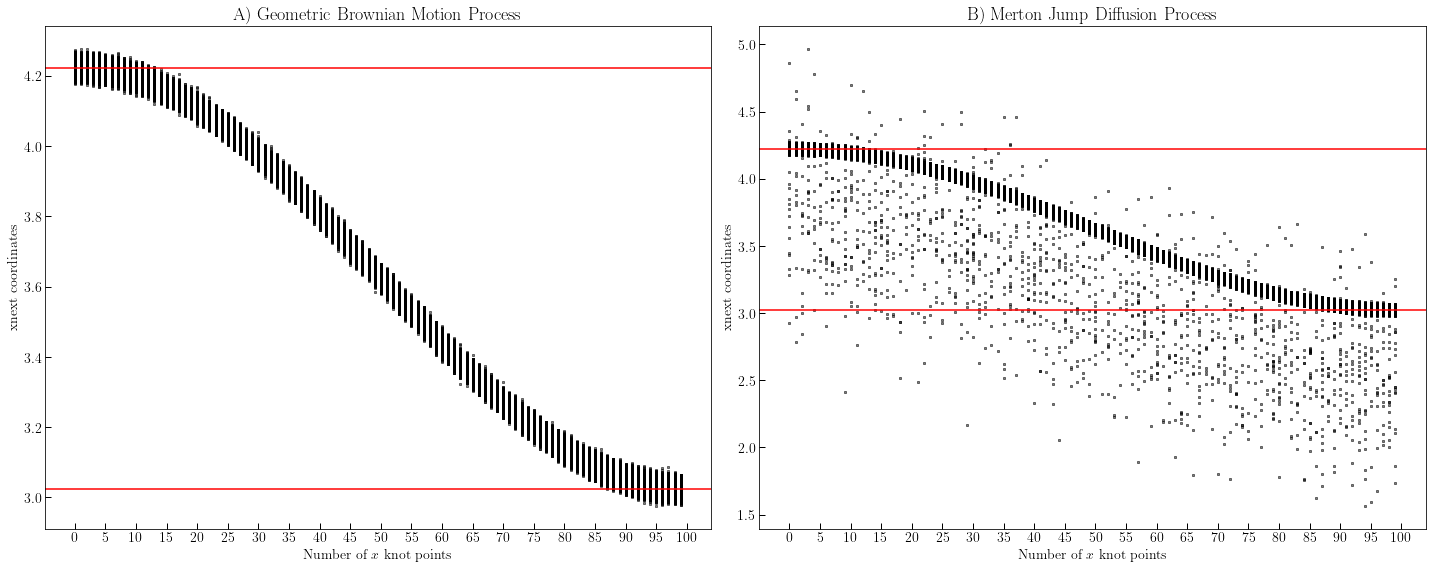 A) Geometric Brownian Motion Process
xnext coordinates
4.2
4.0
3.8
3.6
3.4
3.2
3.0
0 5 10 15 20 25 30 35 40 45 50 55 60 65 70 75 80 85 90 95 100
Number of x knot points
B) Merton Jump Diffusion Process
xnext coordinates
5.0
4.5
4.0
3.5
3.0
2.5
2.0
1.5
0 5 10 15 20 25 30 35 40 45 50 55 60 65 70 75 80 85 90 95 100
Number of x knot points